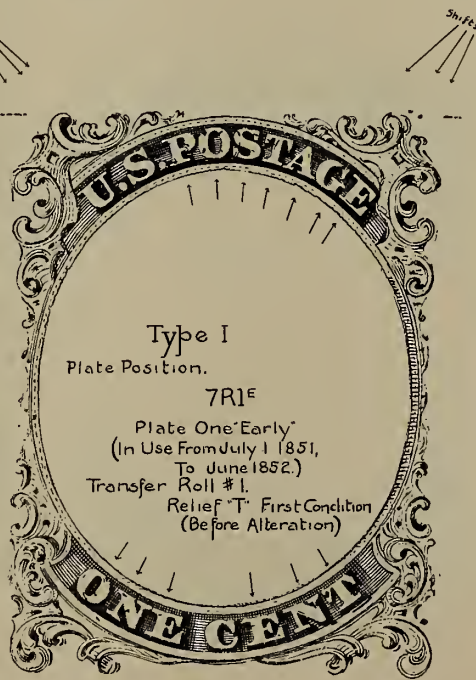 Shifts
U.S. POSTAGE
Type I
Plate Position.
7R1E
Plate One "Early"
(In Use From July 1 1851,
To June 1852.)
Transfer Roll #1.
Relief "T" First Condition
(Before Alteration)
ONE CENT